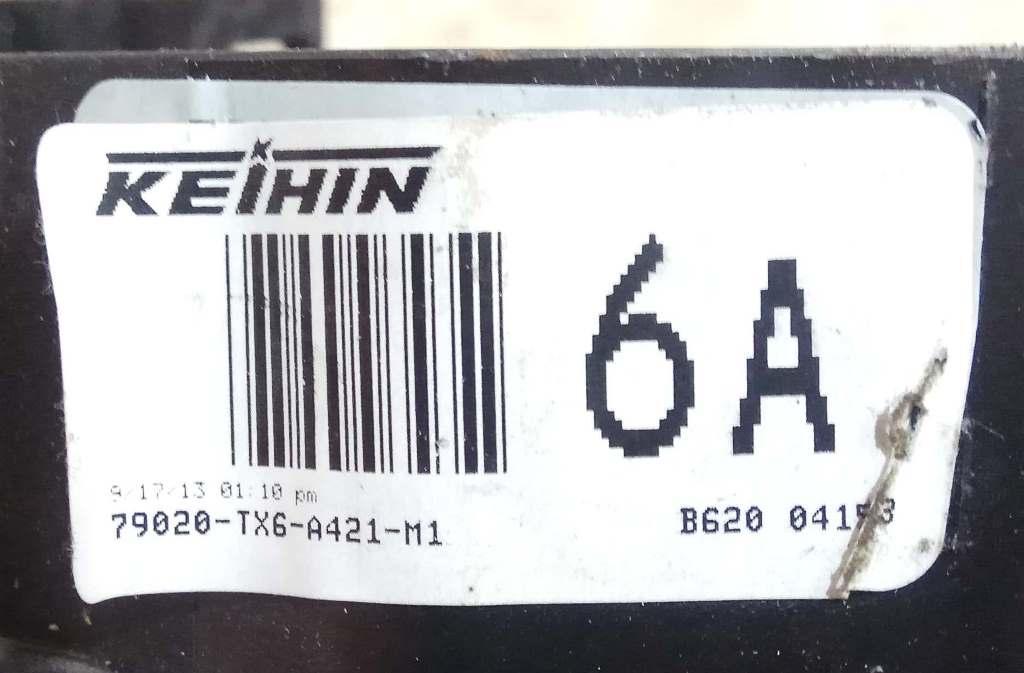 KEIHIN
6A
9/17/13 01:10 pm
79020-TX6-A421-M1
B620